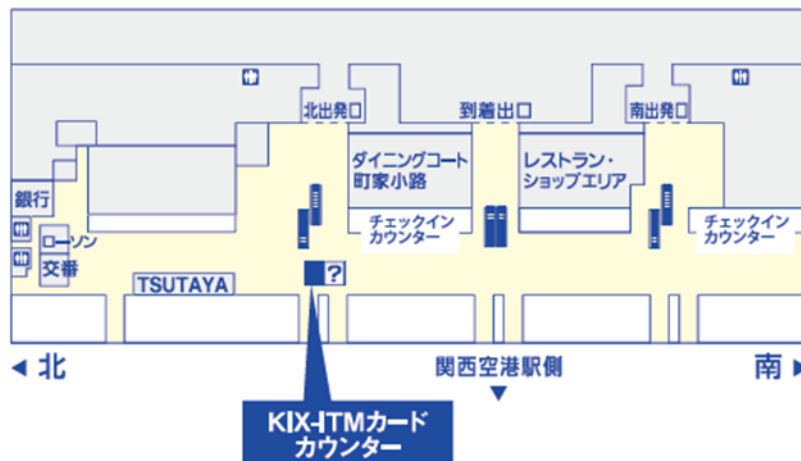 北出発口
到着出口
南出発口
ダイニングコート
町家小路
レストラン・
ショップエリア
銀行
チェックイン
カウンター
チェックイン
カウンター
ローソン
交番
?
TSUTAYA
北
関西空港駅側
南
KIX-ITMカード
カウンター